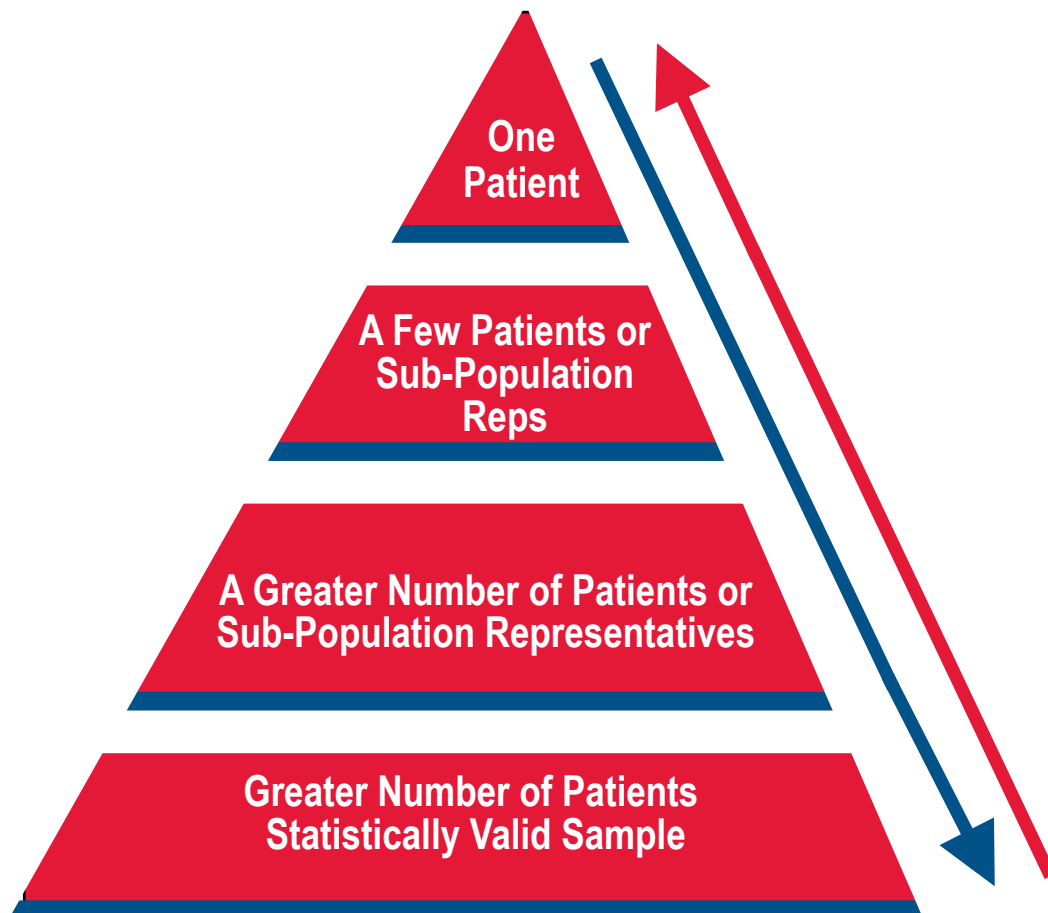 One
Patient
A Few Patients or
Sub-Population
Reps
A Greater Number of Patients or
Sub-Population Representatives
Greater Number of Patients
Statistically Valid Sample